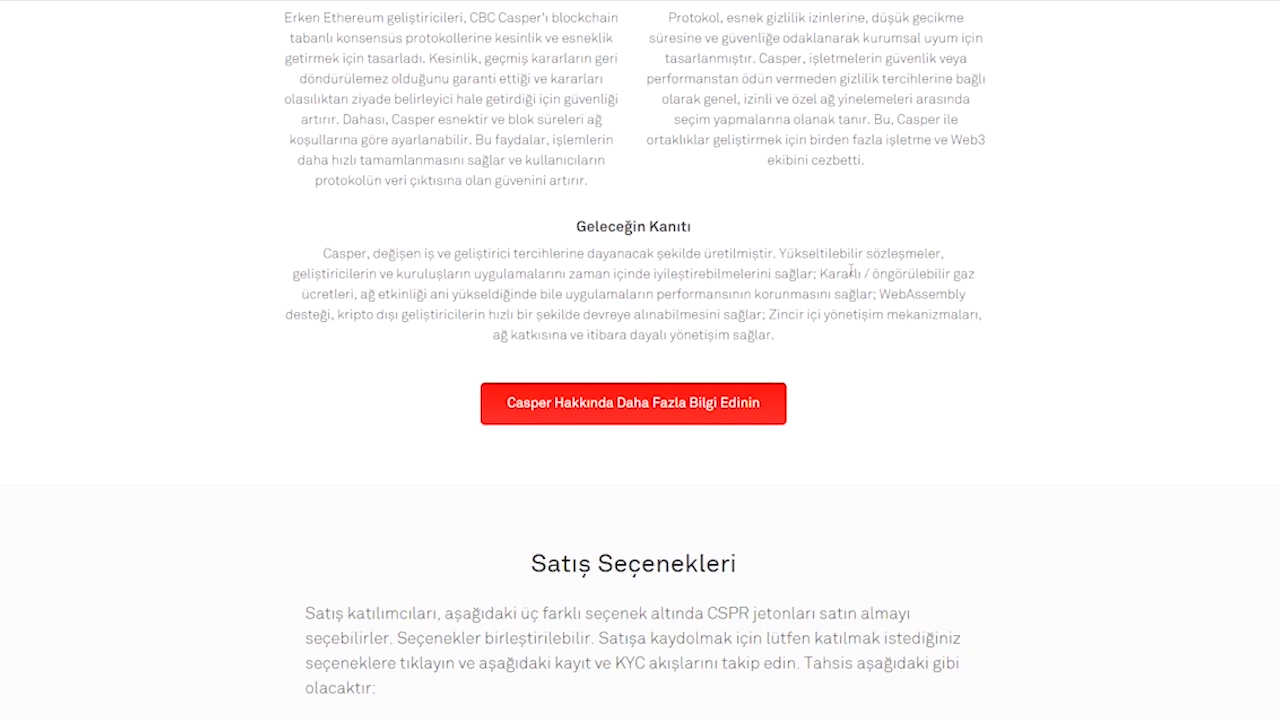 Erken Ethereum geliştiricileri, CBC Casper'ı blockchain
tabanlı konsensüs protokollerine kesinlik ve esneklik
getirmek için tasarladı. Kesinlik, geçmiş kararların geri
döndürülemez olduğunu garanti ettiği ve kararları
olasılıktan ziyade belirleyici hale getirdiği için güvenliği
artırır. Dahası, Casper esnektir ve blok süreleri ağ
koşullarına göre ayarlanabilir. Bu faydalar, işlemlerin
daha hızlı tamamlanmasını sağlar ve kullanıcıların
protokolün veri çıktısına olan güvenini artırır.
Protokol, esnek gizlilik izinlerine, düşük gecikme
süresine ve güvenliğe odaklanarak kurumsal uyum için
tasarlanmıştır. Casper, işletmelerin güvenlik veya
performanstan ödün vermeden gizlilik tercihlerine bağlı
olarak genel, izinli ve özel ağ yinelemeleri arasında
seçim yapmalarına olanak tanır. Bu, Casper ile
ortaklıklar geliştirmek için birden fazla işletme ve Web3
ekibini cezbetti.
Geleceğin Kanıtı
Casper, değişen iş ve geliştirici tercihlerine dayanacak şekilde üretilmiştir. Yükseltilebilir sözleşmeler,
geliştiricilerin ve kuruluşların uygulamalarını zaman içinde iyileştirebilmelerini sağlar; Kararlı / öngörülebilir gaz
ücretleri, ağ etkinliği ani yükseldiğinde bile uygulamaların performansının korunmasını sağlar; WebAssembly
desteği, kripto dışı geliştiricilerin hızlı bir şekilde devreye alınabilmesini sağlar; Zincir içi yönetişim mekanizmaları,
ağ katkısına ve itibara dayalı yönetişim sağlar.
Casper Hakkında Daha Fazla Bilgi Edinin
Satış Seçenekleri
Satış katılımcıları, aşağıdaki üç farklı seçenek altında CSPR jetonları satın almayı
seçebilirler. Seçenekler birleştirilebilir. Satışa kaydolmak için lütfen katılmak istediğiniz
seçeneklere tıklayın ve aşağıdaki kayıt ve KYC akışlarını takip edin. Tahsis aşağıdaki gibi
olacaktır: